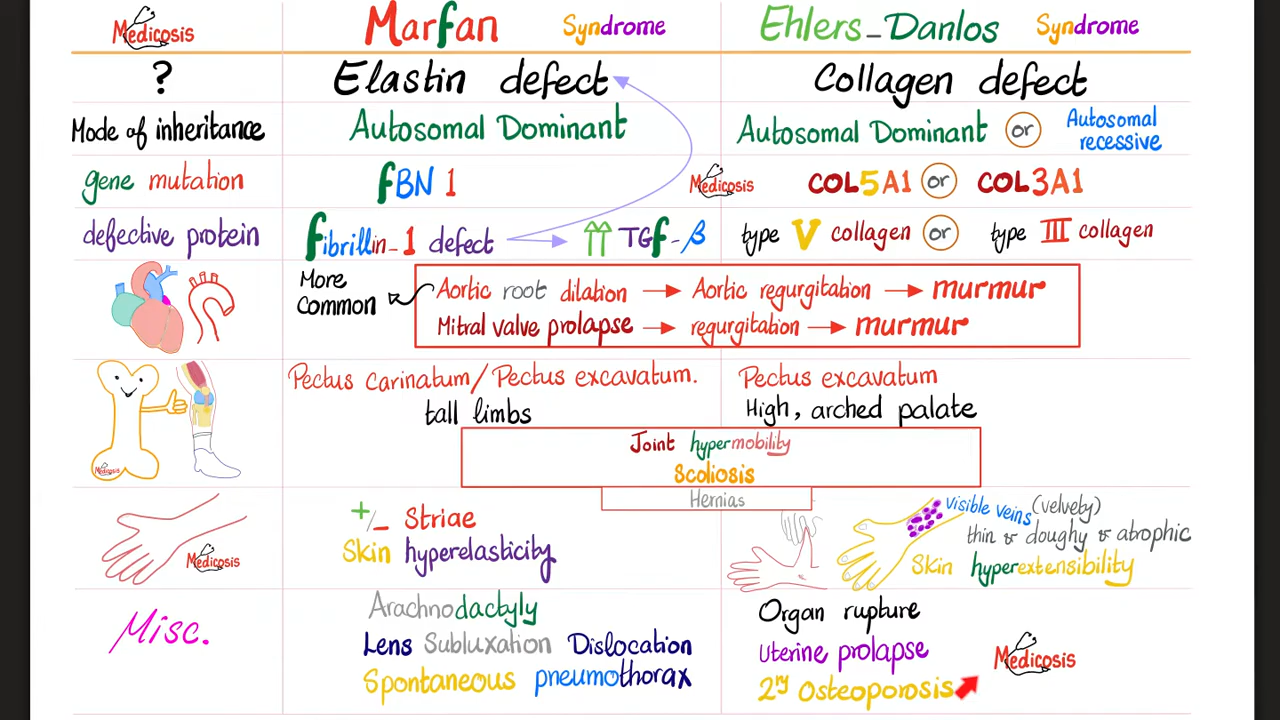 Medicosis Marfan Syndrome Ehlers-Danlos Syndrome
? Elastin defect Collagen defect
Mode of inheritance Autosomal Dominant Autosomal Dominant or Autosomal recessive
gene mutation fBN 1 Medicosis COL5A1 or COL3A1
defective protein fibrillin-1 defect ⇈ TGf-β type V collagen or type III collagen
More Common
Aortic root dilation → Aortic regurgitation → murmur
Mitral valve prolapse → regurgitation → murmur
Pectus carinatum/Pectus excavatum. Pectus excavatum
tall limbs High, arched palate
Joint hypermobility
Scoliosis
Medicosis
Hernias
+/- Striae visible veins (velvety)
thin & doughy & atrophic
Medicosis Skin hyperelasticity Skin hyperextensibility
Misc. Arachnodactyly Organ rupture
Lens Subluxation Dislocation Uterine prolapse Medicosis
Spontaneous pneumothorax 2ry Osteoporosis